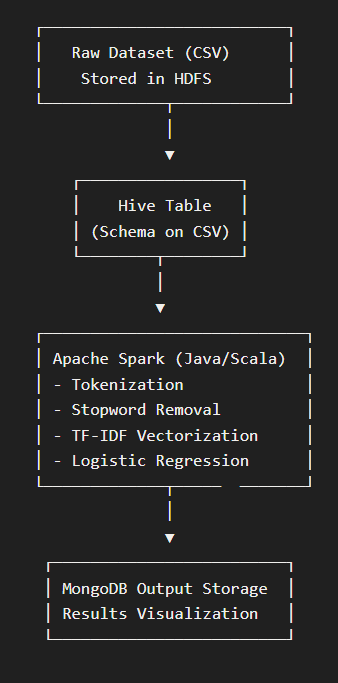 Raw Dataset (CSV)
Stored in HDFS
Hive Table
(Schema on CSV)
Apache Spark (Java/Scala)
- Tokenization
- Stopword Removal
- TF-IDF Vectorization
- Logistic Regression
MongoDB Output Storage
Results Visualization